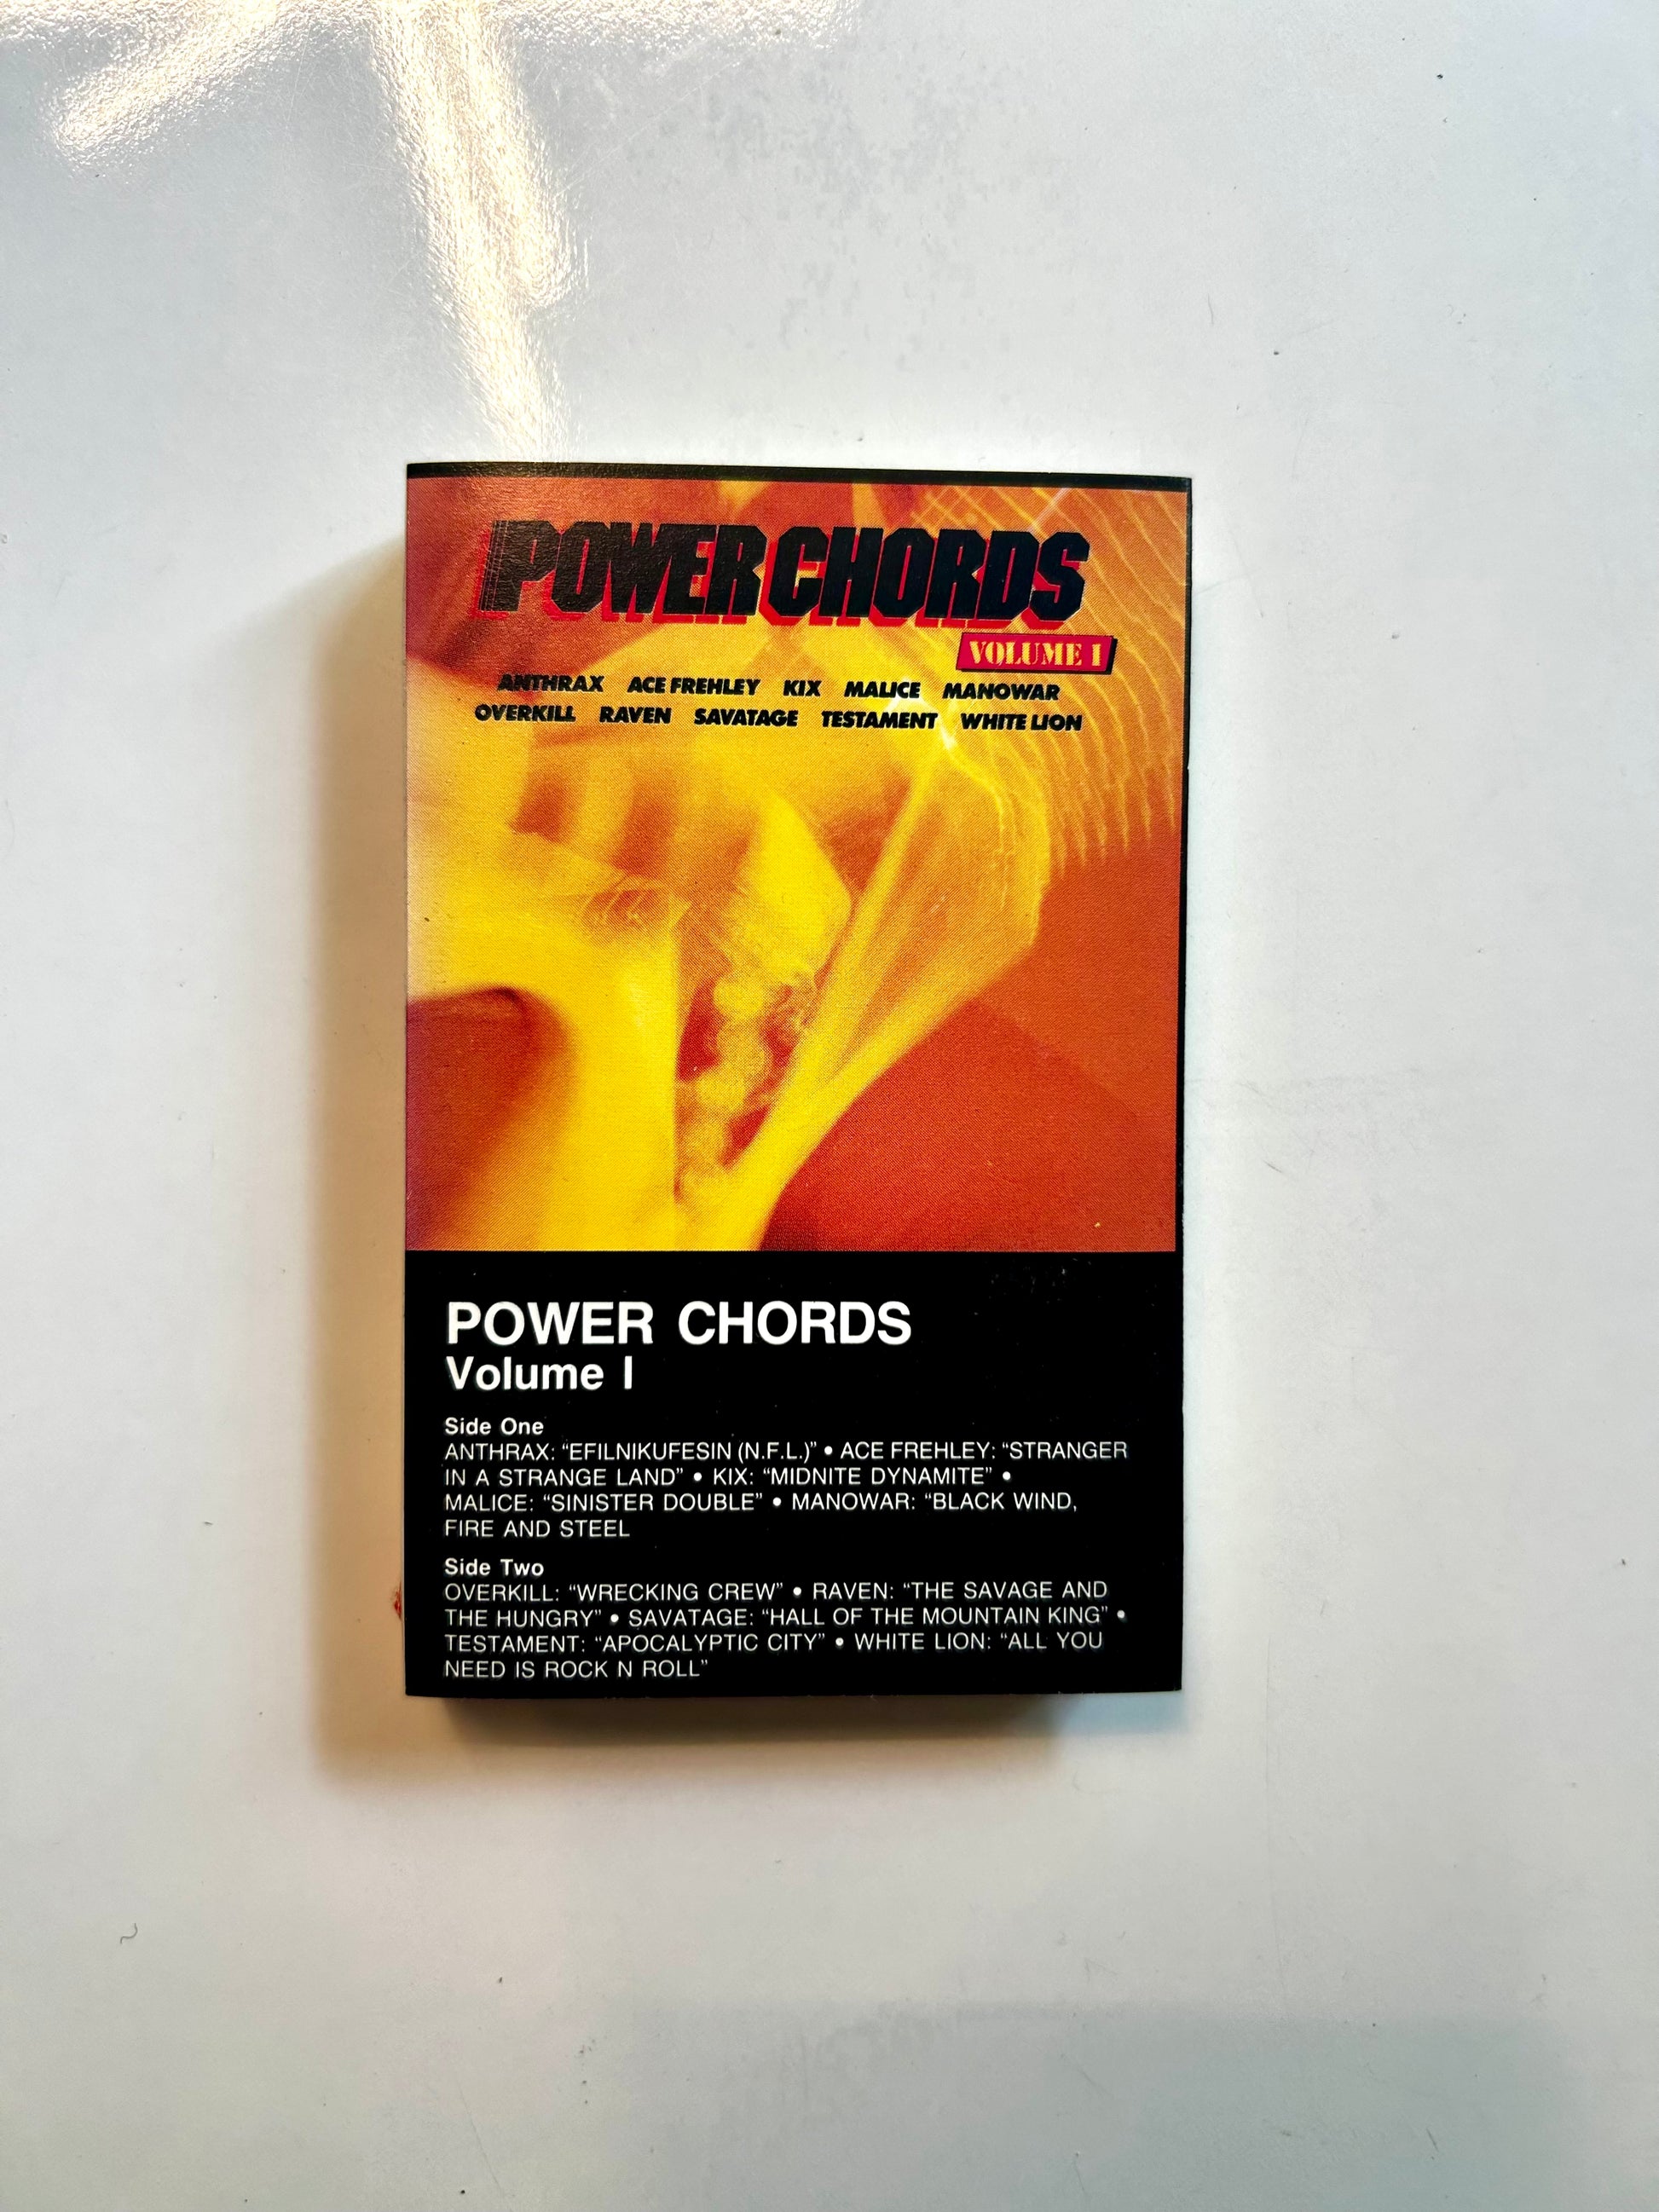 POWER CHORDS
VOLUME 1
ANTHRAX ACE FREHLEY KIX MALICE MANOWAR
OVERKILL RAVEN SAVATAGE TESTAMENT WHITE LION
POWER CHORDS
Volume I
Side One
ANTHRAX: “EFILNIKUFESIN (N.F.L.)” • ACE FREHLEY: “STRANGER
IN A STRANGE LAND” • KIX: “MIDNITE DYNAMITE” •
MALICE: “SINISTER DOUBLE” • MANOWAR: “BLACK WIND,
FIRE AND STEEL
Side Two
OVERKILL: “WRECKING CREW” • RAVEN: “THE SAVAGE AND
THE HUNGRY” • SAVATAGE: “HALL OF THE MOUNTAIN KING” •
TESTAMENT: “APOCALYPTIC CITY” • WHITE LION: “ALL YOU
NEED IS ROCK N ROLL”